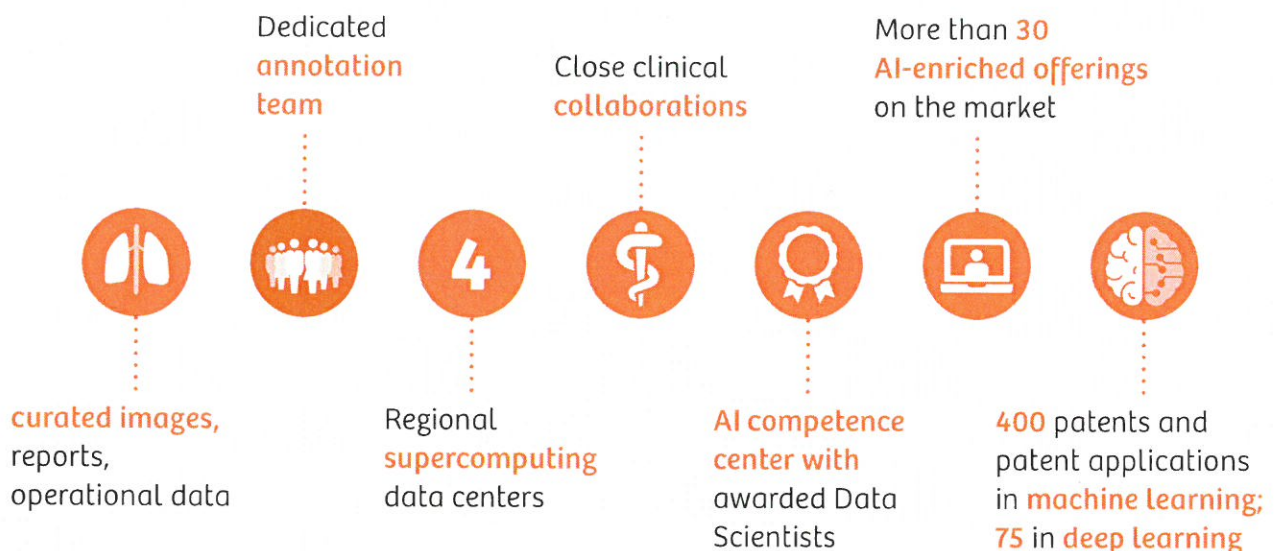 Dedicated
annotation
team
Close clinical
collaborations
More than 30
AI-enriched offerings
on the market
4
curated images,
reports,
operational data
Regional
supercomputing
data centers
AI competence
center with
awarded Data
Scientists
400 patents and
patent applications
in machine learning;
75 in deep learning